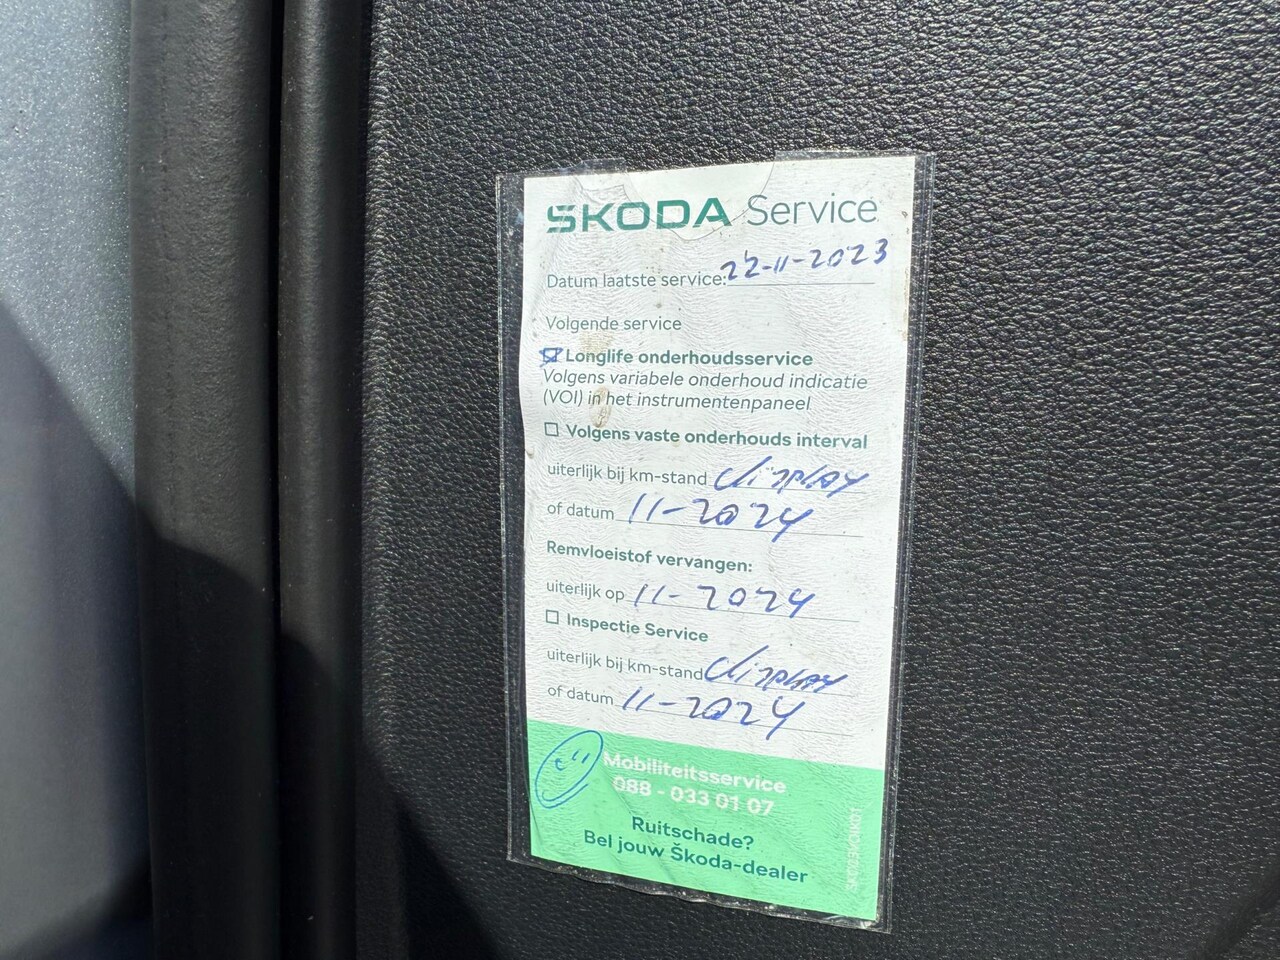 ŠKODA Service
Datum laatste service: 22-11-2023
Volgende service
Longlife onderhoudsservice
Volgens variabele onderhoud indicatie
(VOI) in het instrumentenpaneel
Volgens vaste onderhouds interval
uiterlijk bij km-stand display
of datum 11-2024
Remvloeistof vervangen:
uiterlijk op 11-2024
Inspectie Service
uiterlijk bij km-stand display
of datum 11-2024
Mobiliteitsservice
088 - 033 01 07
Ruitschade?
Bel jouw Škoda-dealer